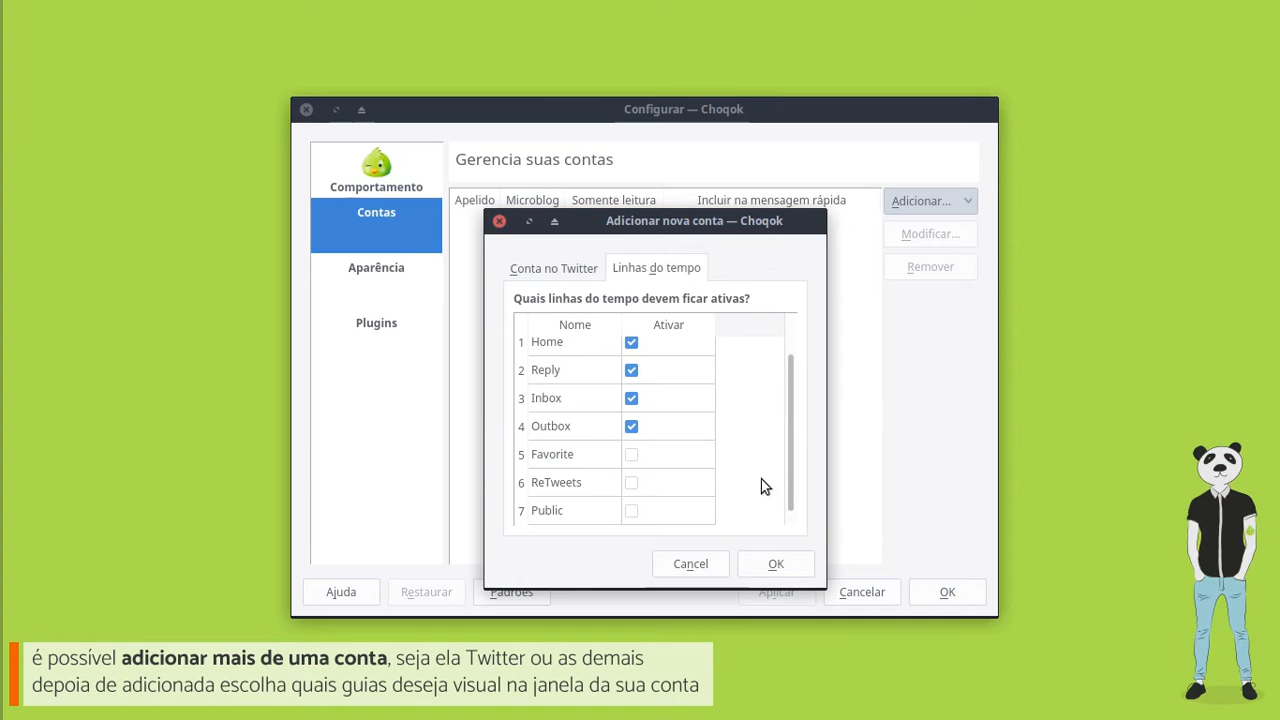 Configurar — Choqok
Comportamento
Contas
Aparência
Plugins
Gerencia suas contas
Apelido Microblog Somente leitura Incluir na mensagem rápida
Adicionar...
Modificar...
Remover
Adicionar nova conta — Choqok
Conta no Twitter Linhas do tempo
Quais linhas do tempo devem ficar ativas?
Nome Ativar
1 Home
2 Reply
3 Inbox
4 Outbox
5 Favorite
6 ReTweets
7 Public
Cancel OK
Ajuda Restaurar Padrões Aplicar Cancelar OK
é possível adicionar mais de uma conta, seja ela Twitter ou as demais
depoia de adicionada escolha quais guias deseja visual na janela da sua conta